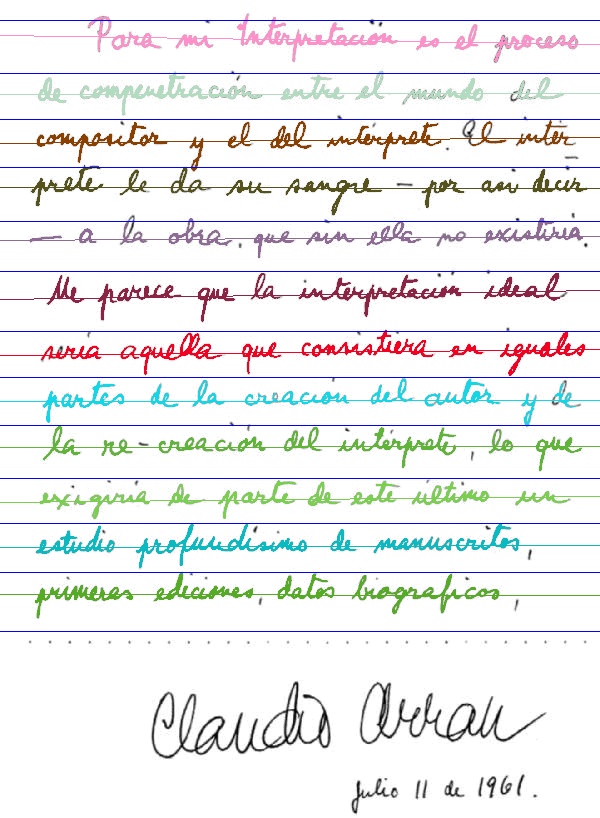 Para mi Interpretación es el proceso
de compenetración entre el mundo del
compositor y el del intérprete. El intér-
prete le da su sangre — por asi decir
— a la obra, que sin ella no existiría.
Me parece que la interpretación ideal
sería aquella que consistiera en iguales
partes de la creación del autor y de
la re-creación del intérprete, lo que
exigiría de parte de este último un
estudio profundísimo de manuscritos,
primeras ediciones, datos biograficos,
Claudio Arrau
Julio 11 de 1961.